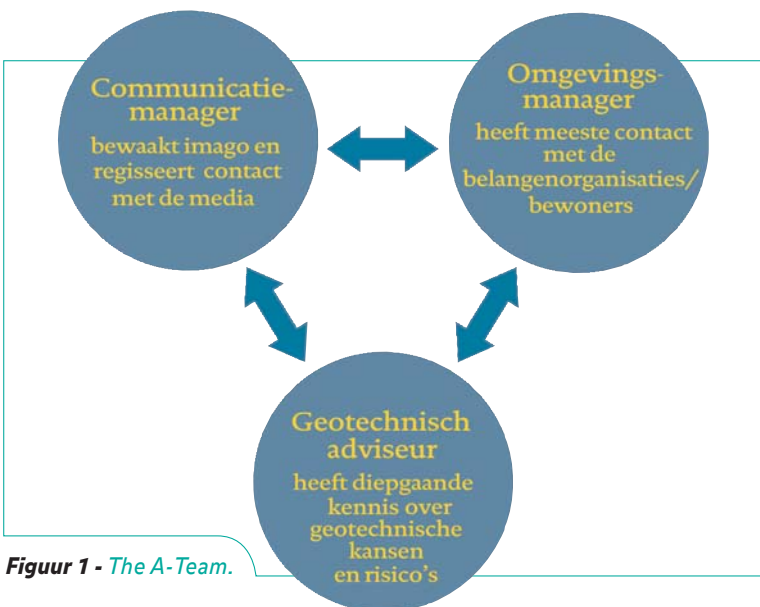 Communicatie-
manager
bewaakt imago en
regisseert contact
met de media
Omgevings-
manager
heeft meeste contact
met de
belangenorganisaties/
bewoners
Geotechnisch
adviseur
heeft diepgaande
kennis over
geotechnische
kansen
en risico's
Figuur 1 - The A-Team.